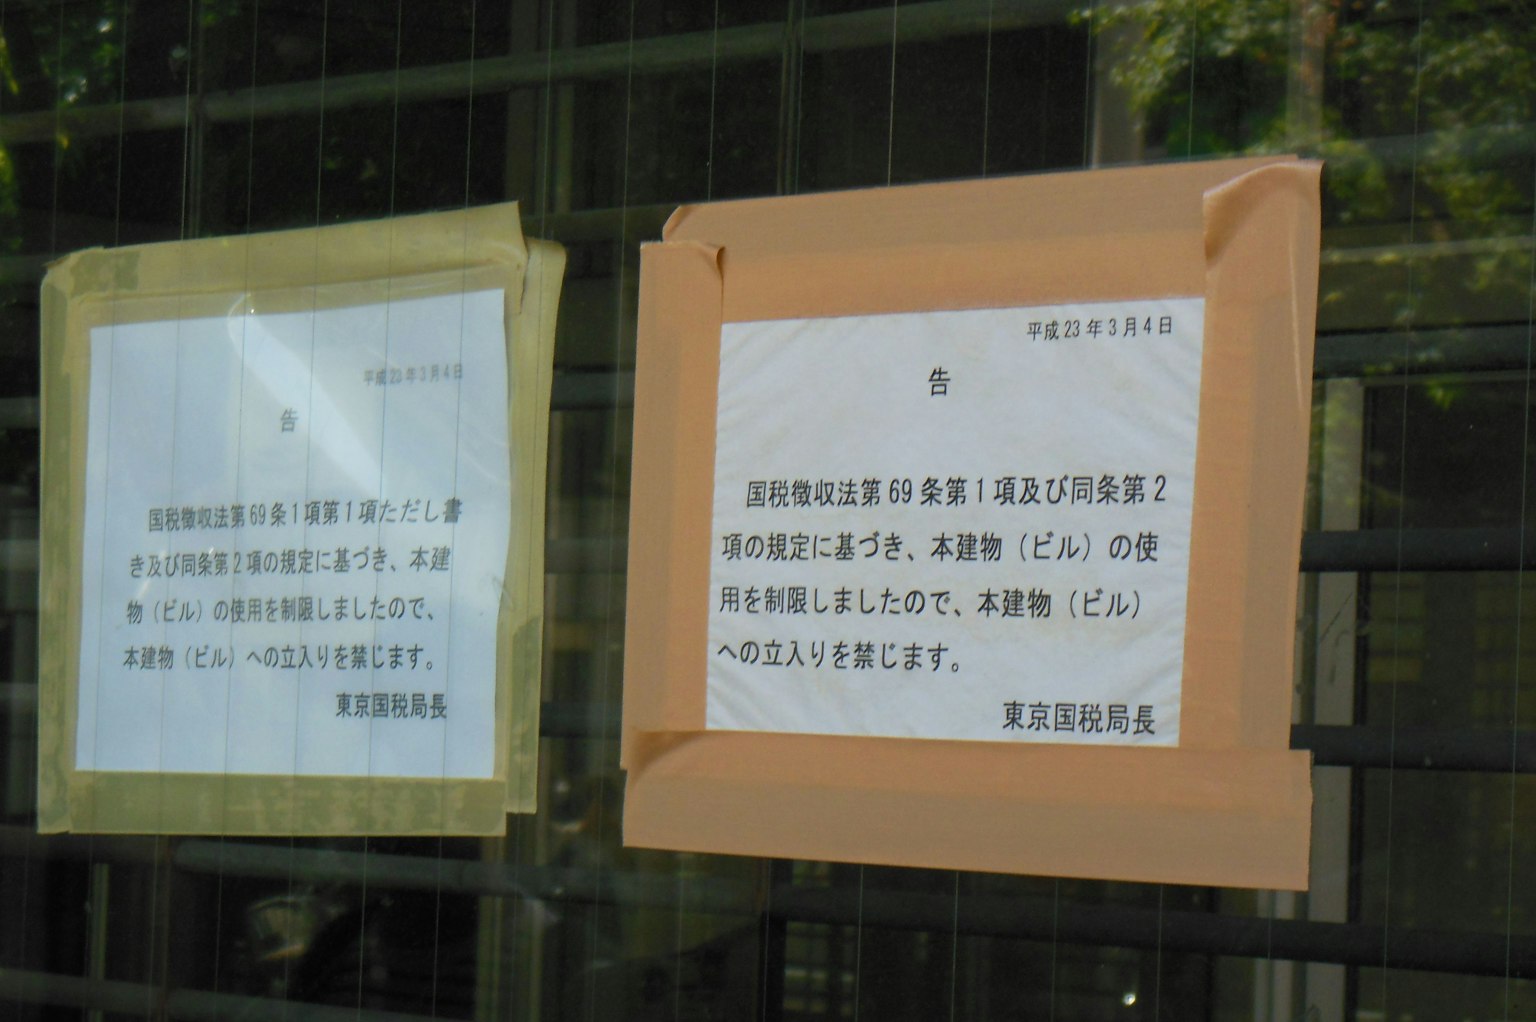 平成23年3月4日
告
国税徴収法第69条1項第1項ただし書
き及び同条第2項の規定に基づき、本建
物（ビル）の使用を制限しましたので、
本建物（ビル）への立入りを禁じます。
東京国税局長
平成23年3月4日
告
国税徴収法第69条第1項及び同条第2
項の規定に基づき、本建物（ビル）の使
用を制限しましたので、本建物（ビル）
への立入りを禁じます。
東京国税局長